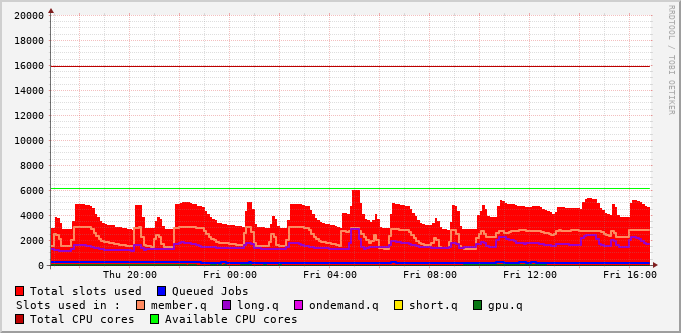 20000
18000
16000
14000
12000
10000
8000
6000
4000
2000
0
Thu 20:00 Fri 00:00 Fri 04:00 Fri 08:00 Fri 12:00 Fri 16:00
RRDTOOL / TOBI OETIKER
Total slots used Queued Jobs
Slots used in : member.q long.q ondemand.q short.q gpu.q
Total CPU cores Available CPU cores